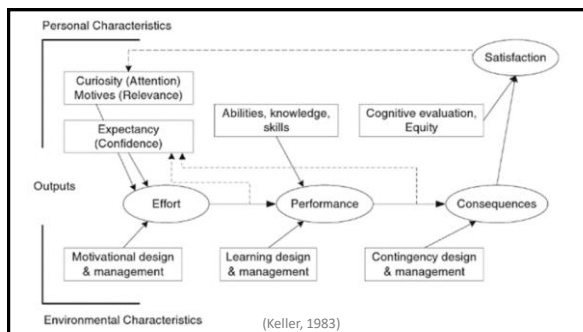 Personal Characteristics
Satisfaction
Curiosity (Attention)
Motives (Relevance)
Abilities, knowledge,
skills
Cognitive evaluation,
Equity
Expectancy
(Confidence)
Outputs
Effort
Performance
Consequences
Motivational design
& management
Learning design
& management
Contingency design
& management
Environmental Characteristics
(Keller, 1983)